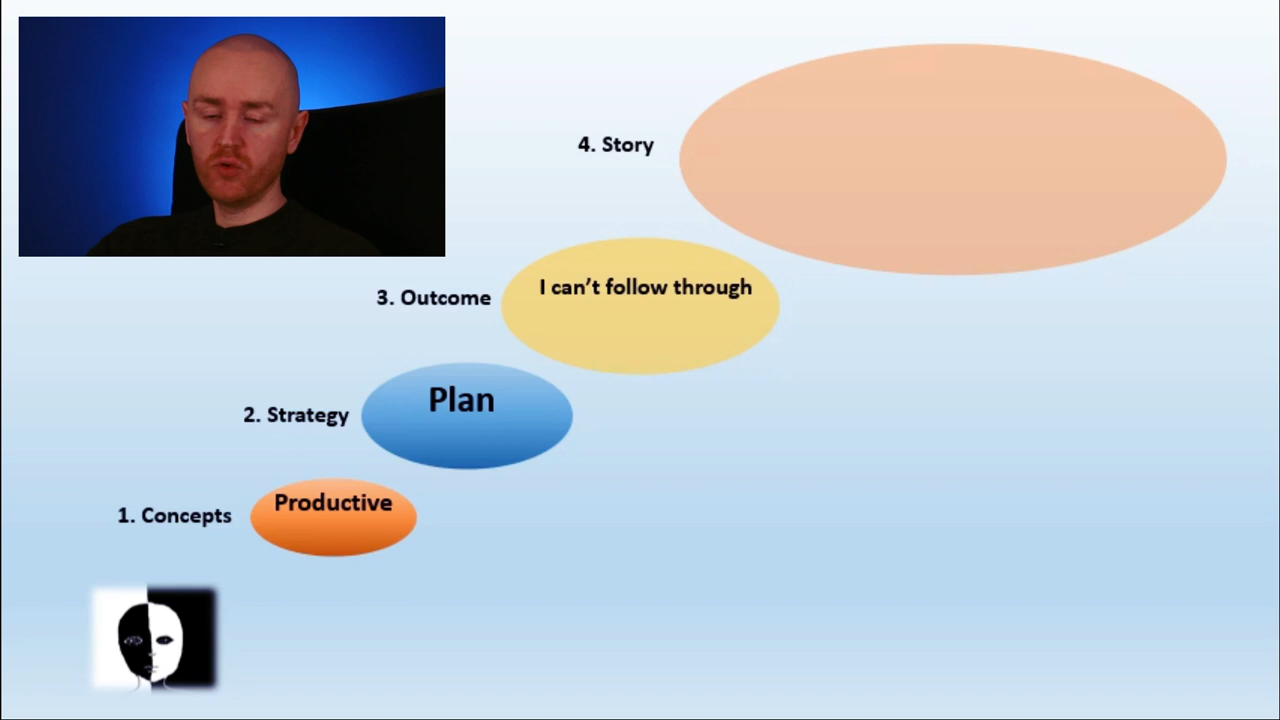 4. Story
3. Outcome
I can’t follow through
2. Strategy
Plan
1. Concepts
Productive